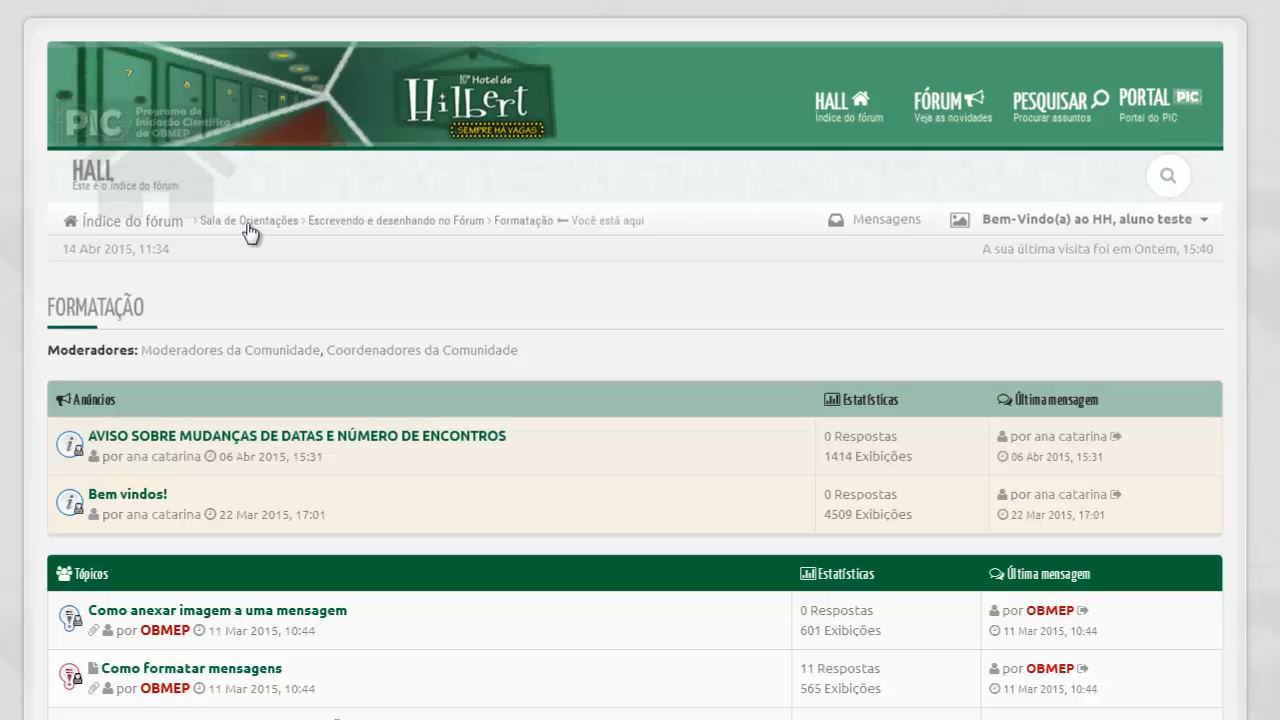 7 8 9
PIC Programa de
Iniciação Científica
da OBMEP
10º Hotel de
Hilbert
SEMPRE HÁ VAGAS
HALL
Índice do fórum
FÓRUM
Veja as novidades
PESQUISAR
Procurar assuntos
PORTAL PIC
Portal do PIC
HALL
Este é o índice do fórum
Índice do fórum › Sala de Orientações › Escrevendo e desenhando no Fórum › Formatação Você está aqui
Mensagens
Bem-Vindo(a) ao HH, aluno teste
14 Abr 2015, 11:34
A sua última visita foi em Ontem, 15:40
FORMATAÇÃO
Moderadores: Moderadores da Comunidade, Coordenadores da Comunidade
Anúncios Estatísticas Última mensagem
AVISO SOBRE MUDANÇAS DE DATAS E NÚMERO DE ENCONTROS 0 Respostas por ana catarina
por ana catarina 06 Abr 2015, 15:31 1414 Exibições 06 Abr 2015, 15:31
Bem vindos! 0 Respostas por ana catarina
por ana catarina 22 Mar 2015, 17:01 4509 Exibições 22 Mar 2015, 17:01
Tópicos Estatísticas Última mensagem
Como anexar imagem a uma mensagem 0 Respostas por OBMEP
por OBMEP 11 Mar 2015, 10:44 601 Exibições 11 Mar 2015, 10:44
Como formatar mensagens 11 Respostas por OBMEP
por OBMEP 11 Mar 2015, 10:44 565 Exibições 11 Mar 2015, 10:44